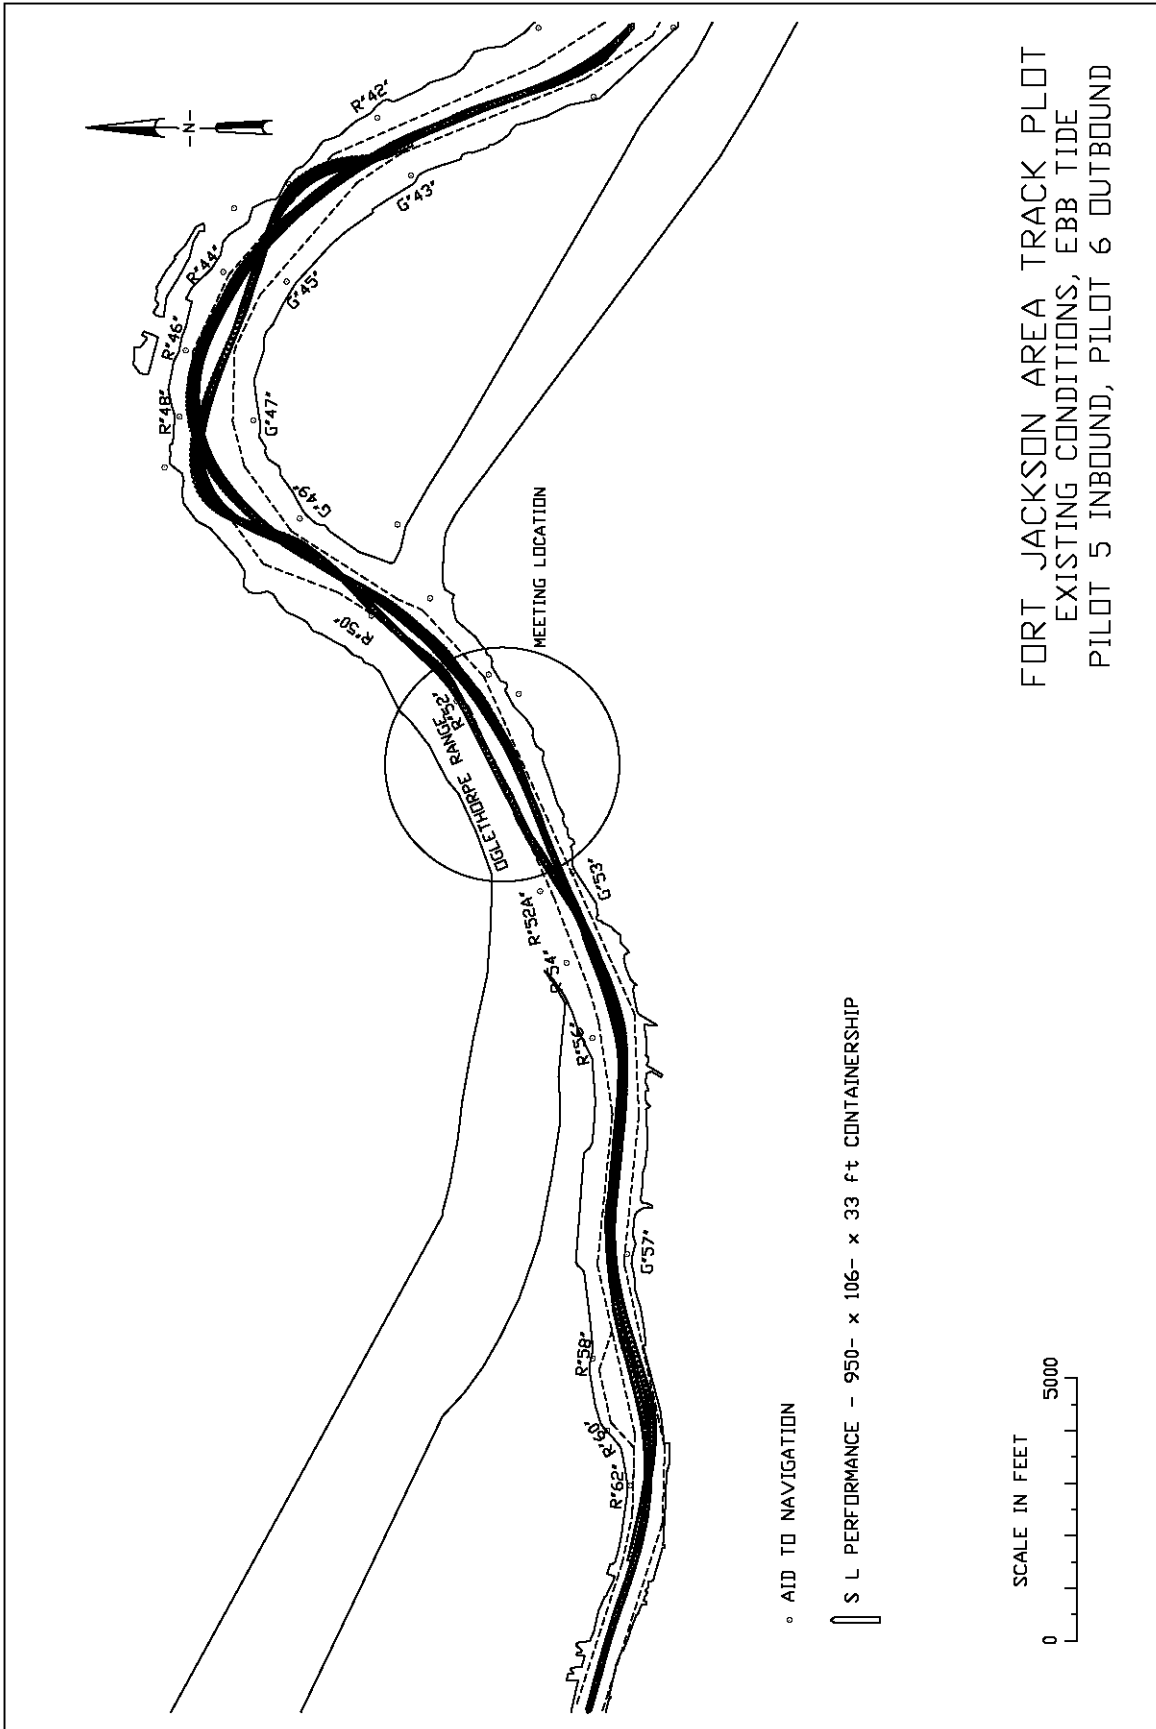 -N-
R"42"
G"43"
R"44"
G"45"
R"46"
G"47"
R"48"
G"49"
R"50"
R"52"
OGLETHORPE RANGE
MEETING LOCATION
R"52A"
G"53"
R"54"
R"56"
G"57"
R"58"
R"60"
R"62"
AID TO NAVIGATION
S L PERFORMANCE - 950- x 106- x 33 ft CONTAINERSHIP
SCALE IN FEET
0 5000
FORT JACKSON AREA TRACK PLOT
EXISTING CONDITIONS, EBB TIDE
PILOT 5 INBOUND, PILOT 6 OUTBOUND